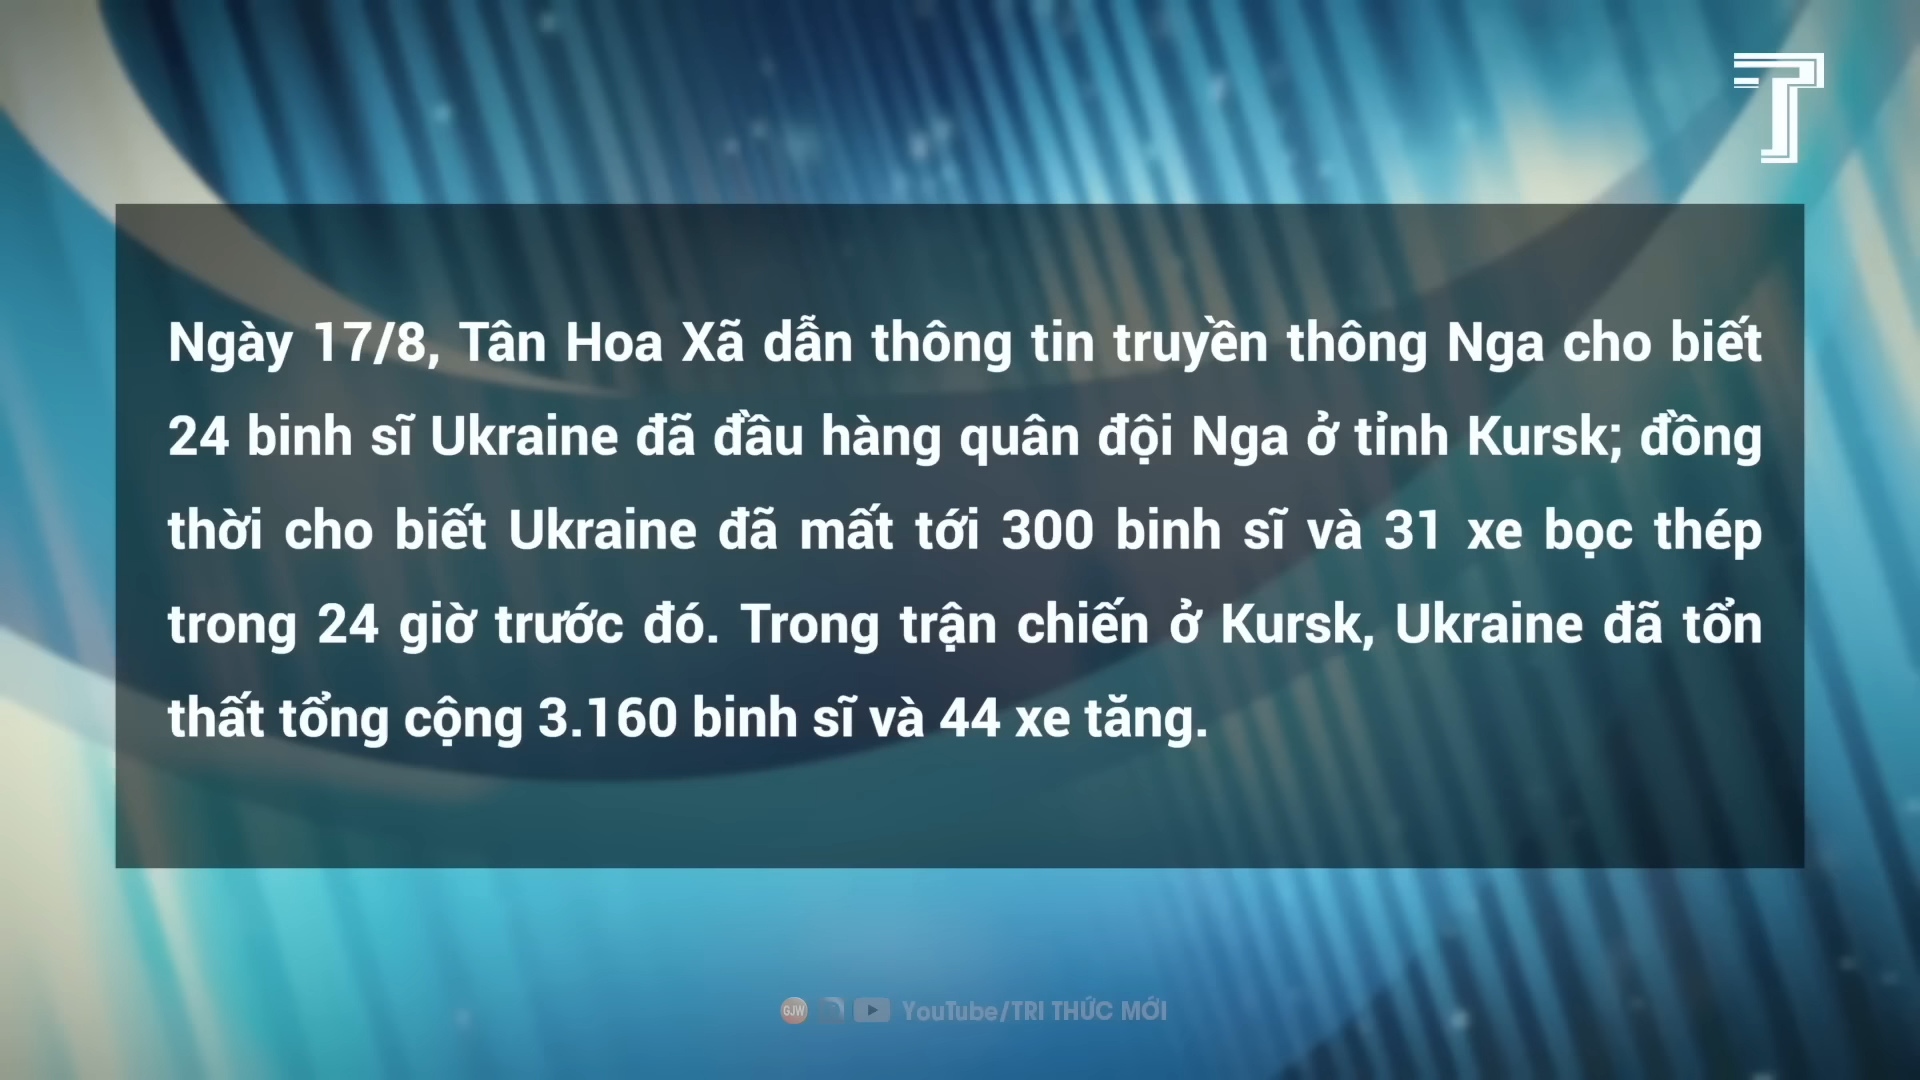 Ngày 17/8, Tân Hoa Xã dẫn thông tin truyền thông Nga cho biết
24 binh sĩ Ukraine đã đầu hàng quân đội Nga ở tỉnh Kursk; đồng
thời cho biết Ukraine đã mất tới 300 binh sĩ và 31 xe bọc thép
trong 24 giờ trước đó. Trong trận chiến ở Kursk, Ukraine đã tổn
thất tổng cộng 3.160 binh sĩ và 44 xe tăng.
GJW YouTube/TRI THỨC MỚI